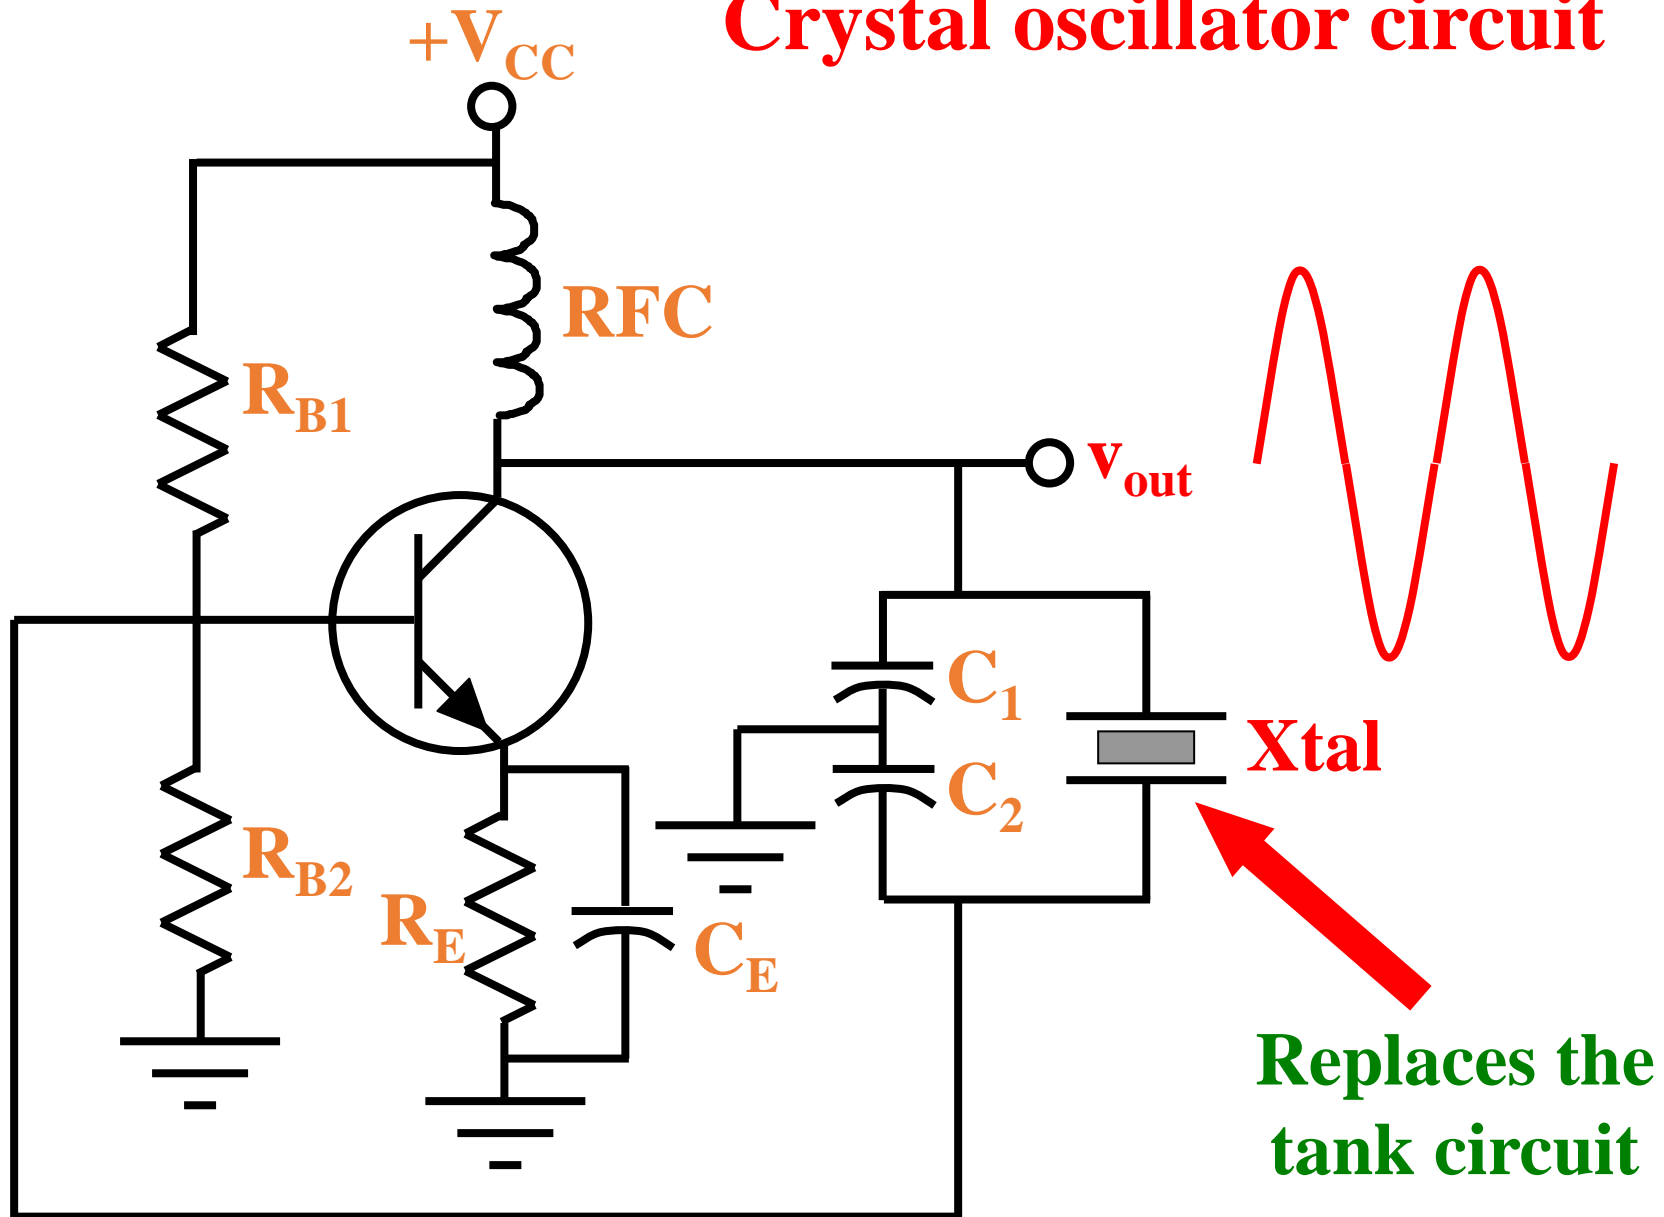 Crystal oscillator circuit
+VCC
RFC
RB1
vout
C1
Xtal
C2
RB2
RE
CE
Replaces the
tank circuit